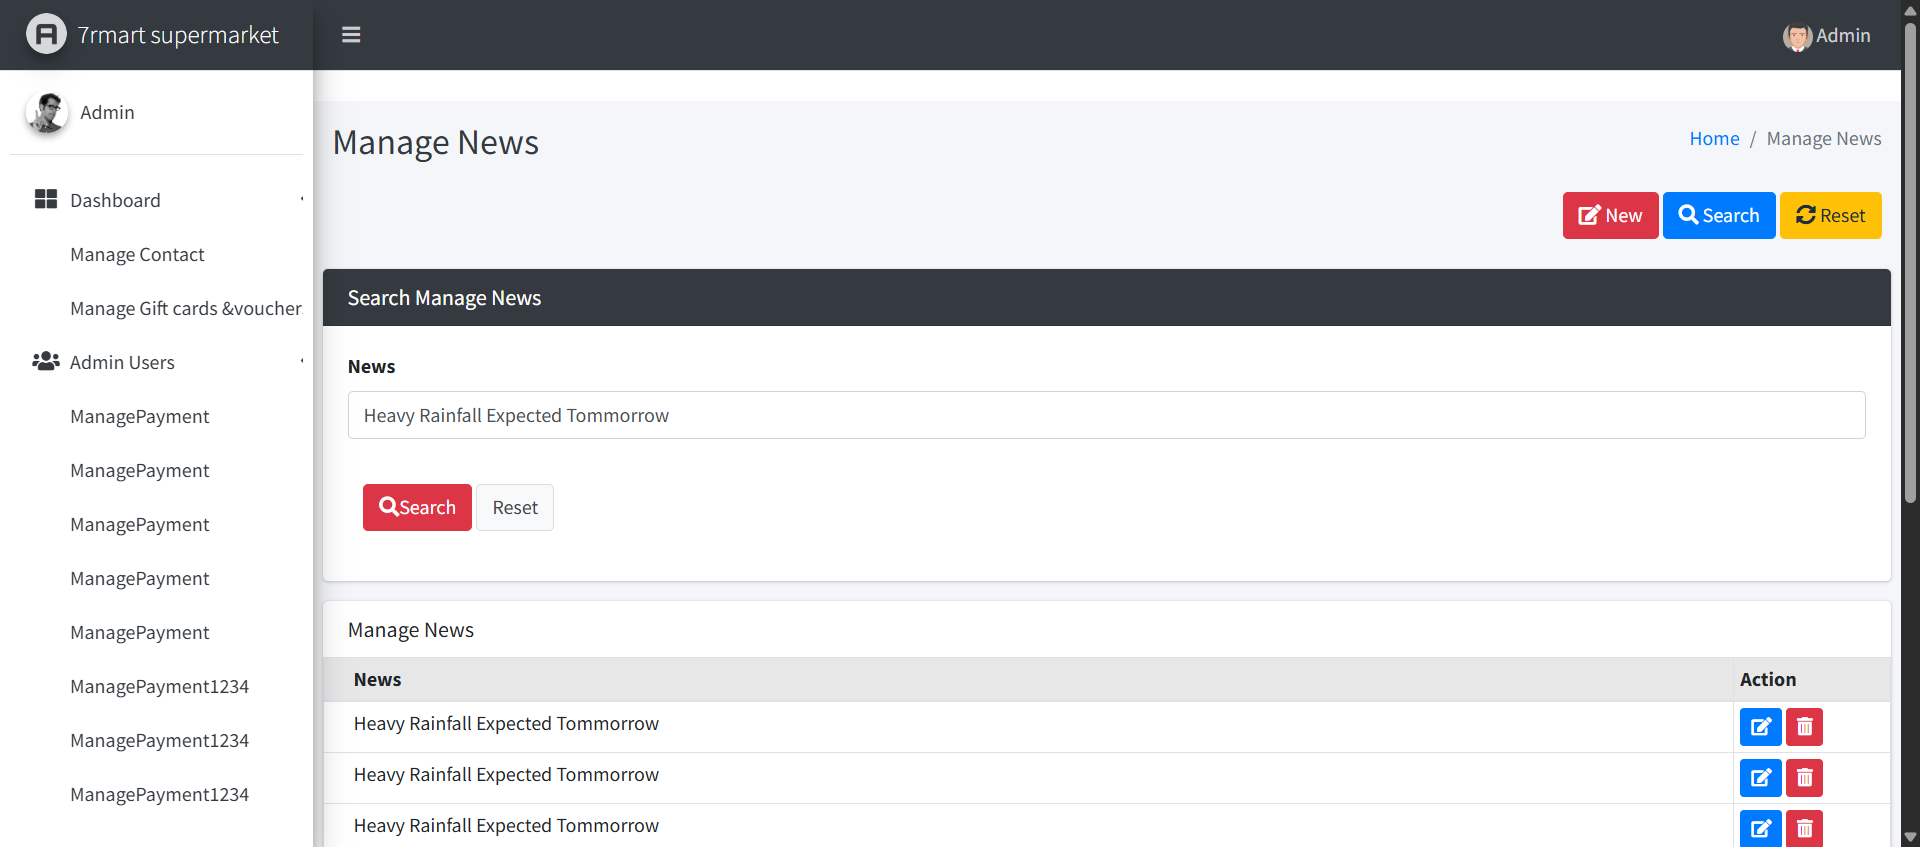 7rmart supermarket
Admin
Admin
Manage News
Home / Manage News
New Search Reset
Dashboard
Manage Contact
Manage Gift cards &voucher
Admin Users
ManagePayment
ManagePayment
ManagePayment
ManagePayment
ManagePayment
ManagePayment1234
ManagePayment1234
ManagePayment1234
Search Manage News
News
Heavy Rainfall Expected Tommorrow
Search Reset
Manage News
News Action
Heavy Rainfall Expected Tommorrow
Heavy Rainfall Expected Tommorrow
Heavy Rainfall Expected Tommorrow